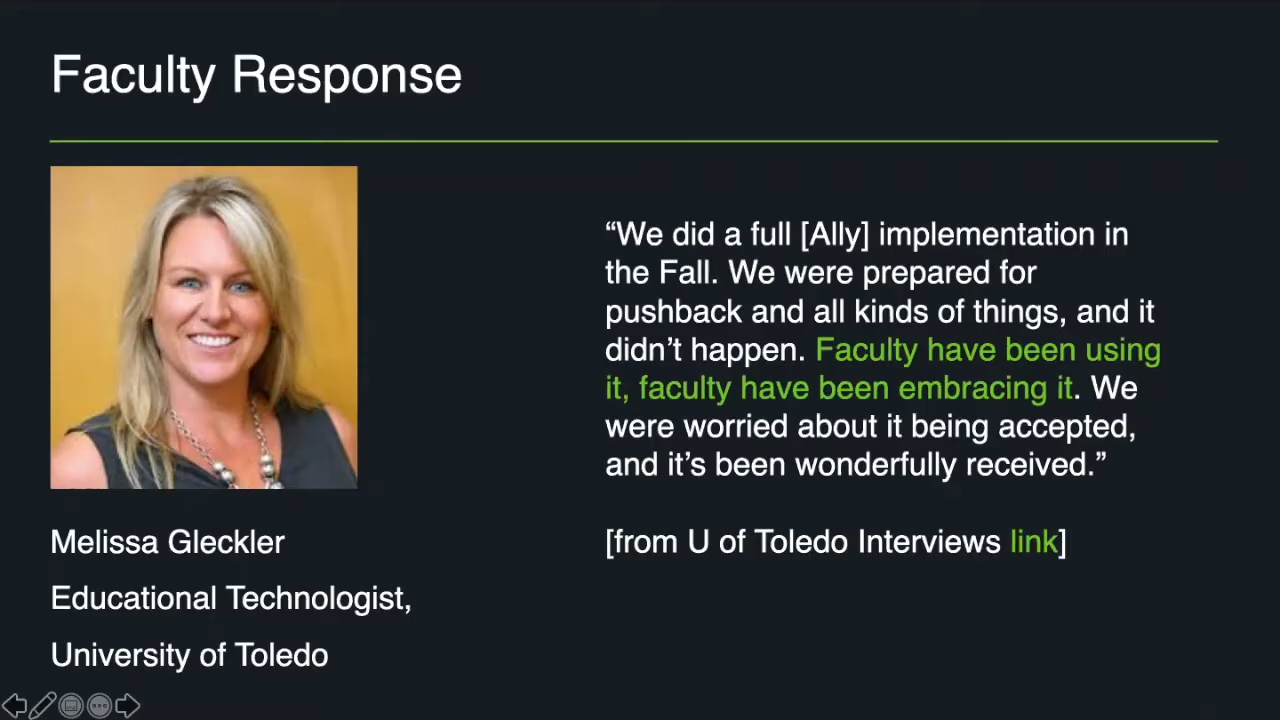 Faculty Response
“We did a full [Ally] implementation in
the Fall. We were prepared for
pushback and all kinds of things, and it
didn’t happen. Faculty have been using
it, faculty have been embracing it. We
were worried about it being accepted,
and it’s been wonderfully received.”
[from U of Toledo Interviews link]
Melissa Gleckler
Educational Technologist,
University of Toledo